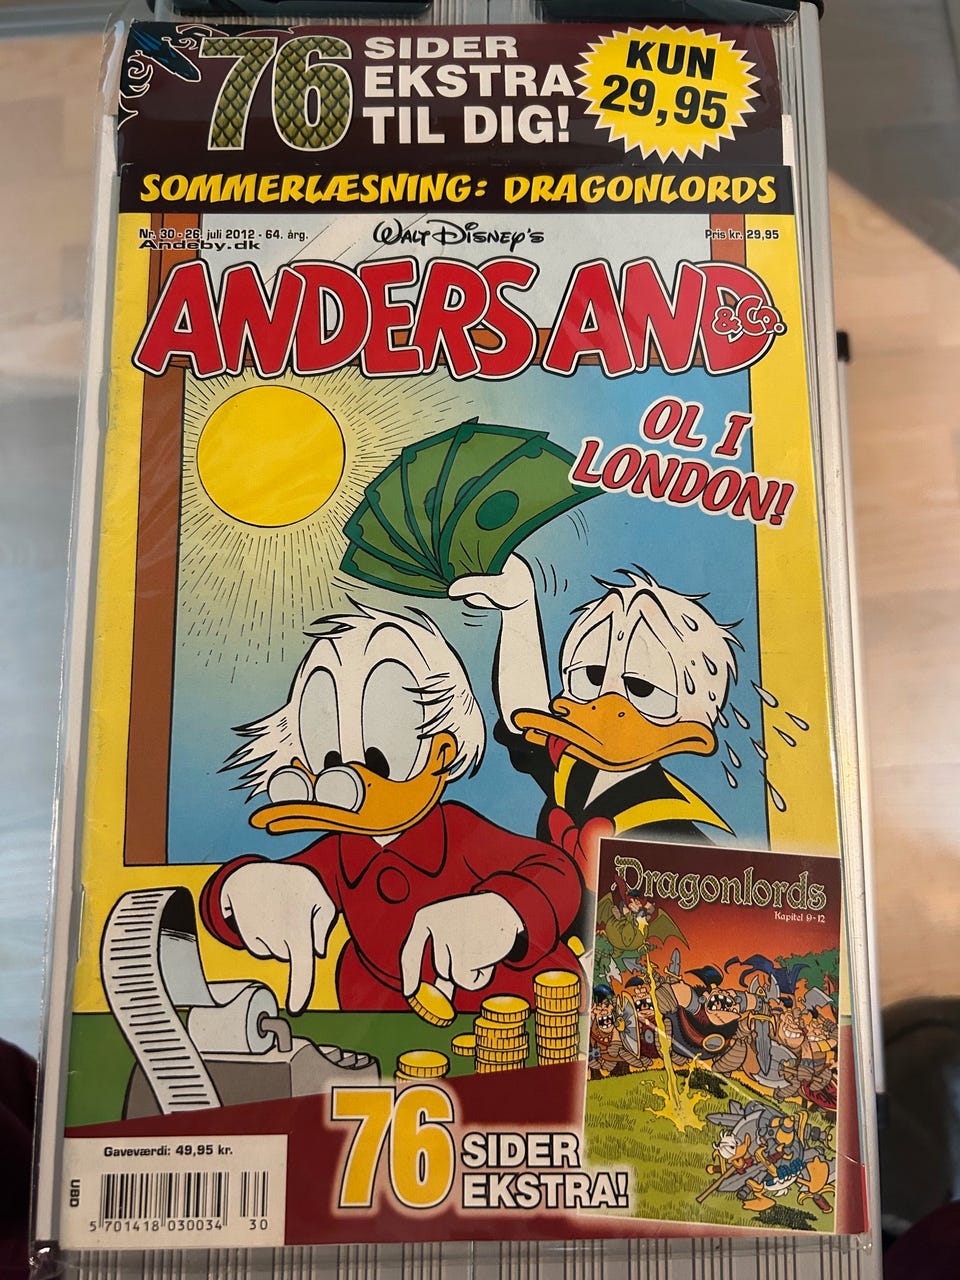 76 SIDER
EKSTRA
TIL DIG!
KUN
29,95
SOMMERLÆSNING: DRAGONLORDS
Nr. 30 - 26. juli 2012 - 64. årg.
Andeby.dk
WALT DISNEY'S
Pris kr. 29,95
ANDERS AND
& Co.
OL I
LONDON!
Dragonlords
Kapitel 9-12
76 SIDER
EKSTRA!
Gaveværdi: 49,95 kr.
UBD
5 701418 030034 30